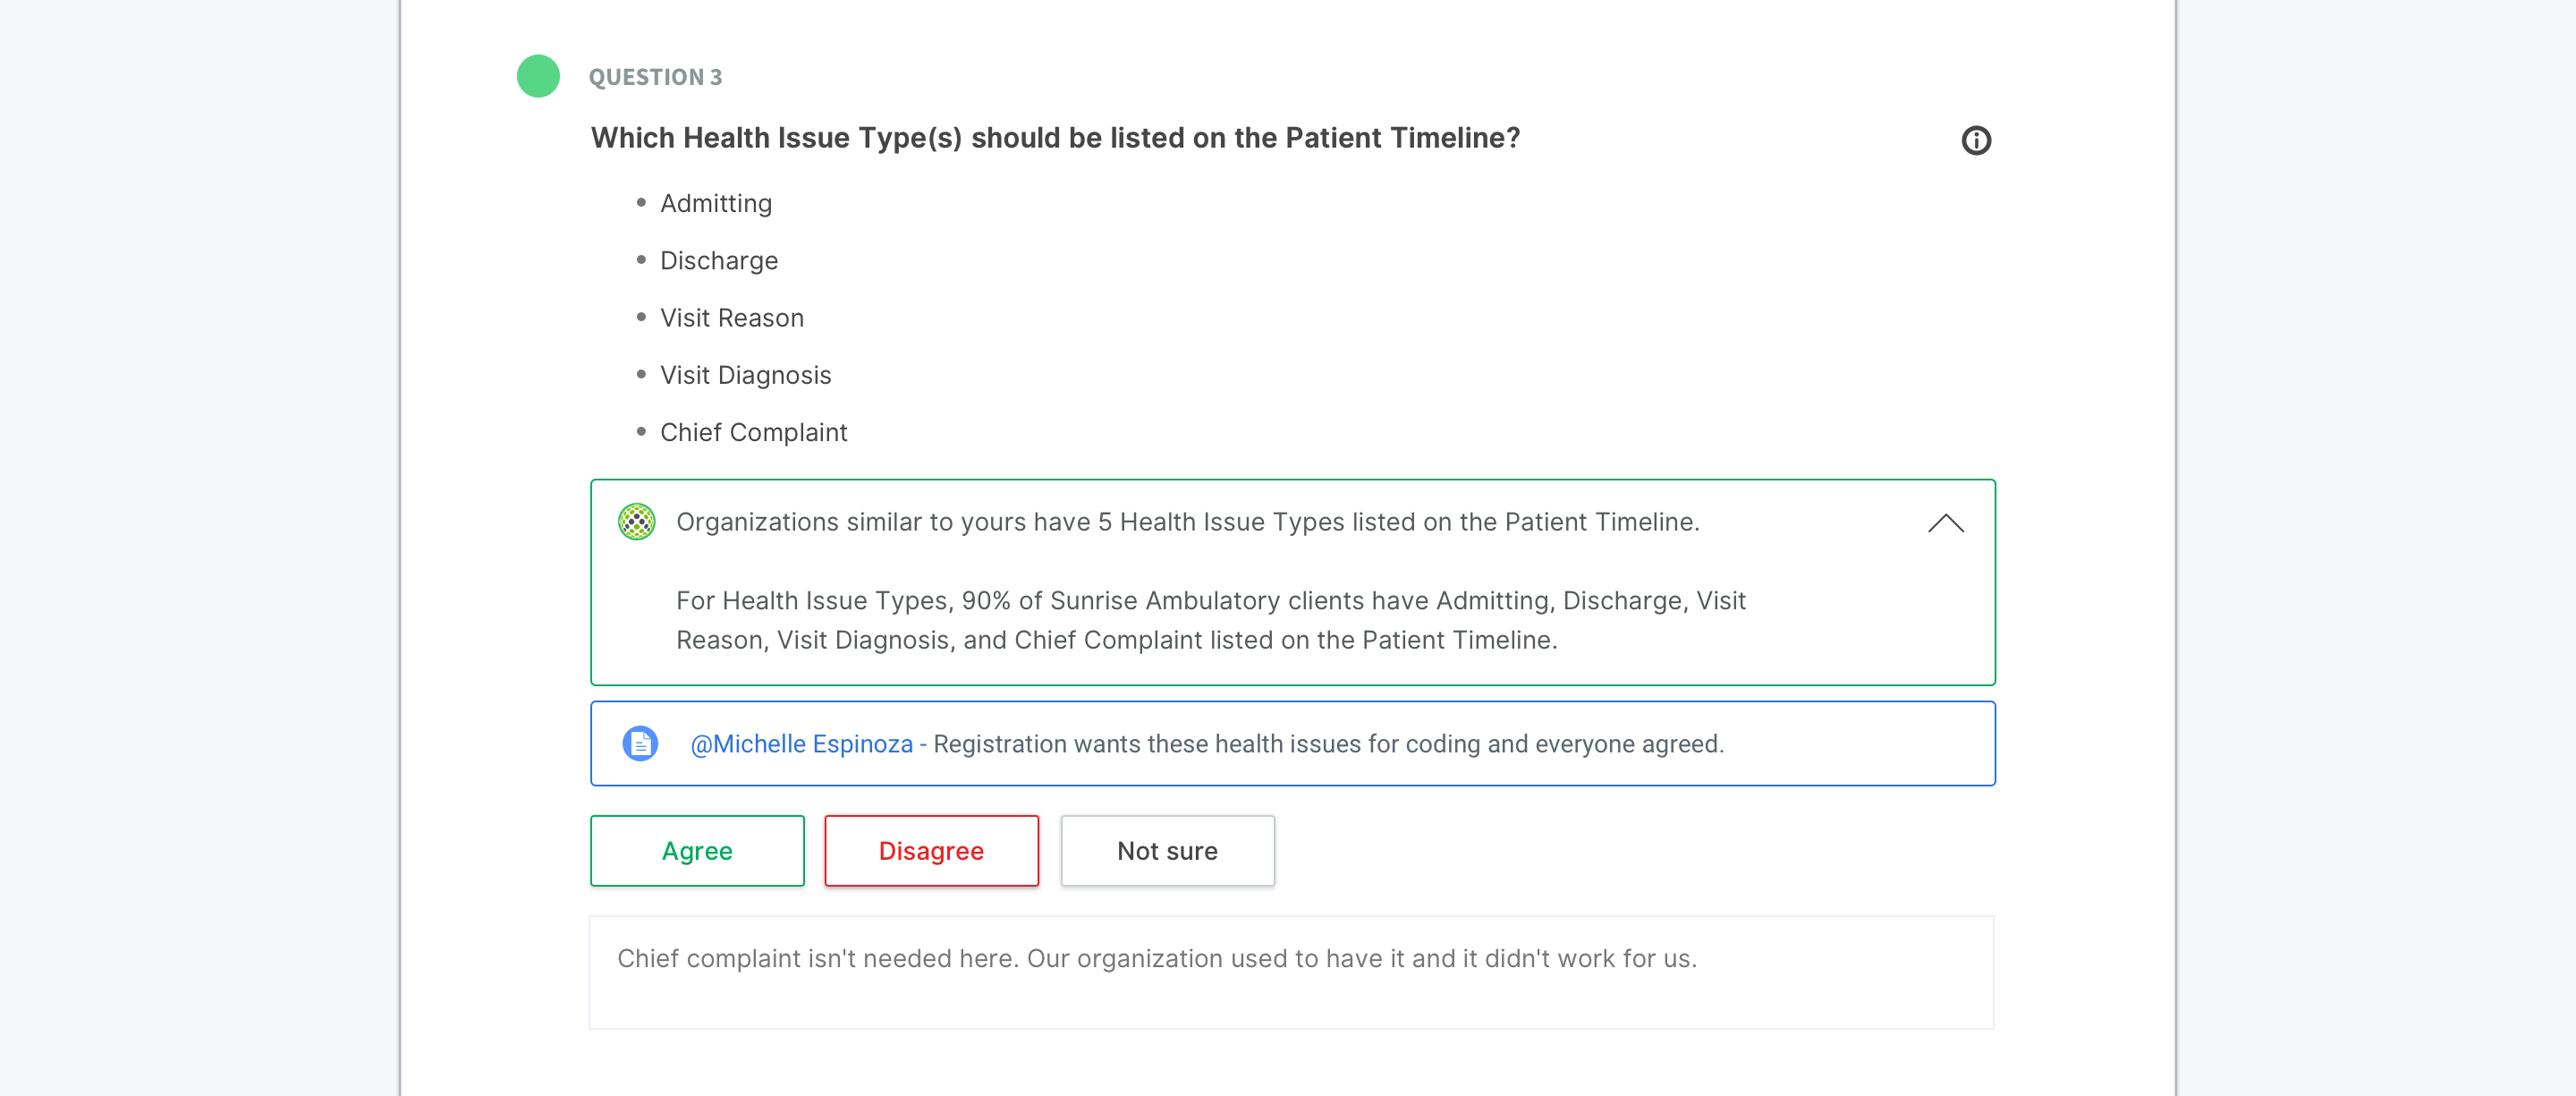 QUESTION 3
Which Health Issue Type(s) should be listed on the Patient Timeline?
• Admitting
• Discharge
• Visit Reason
• Visit Diagnosis
• Chief Complaint
Organizations similar to yours have 5 Health Issue Types listed on the Patient Timeline.
For Health Issue Types, 90% of Sunrise Ambulatory clients have Admitting, Discharge, Visit
Reason, Visit Diagnosis, and Chief Complaint listed on the Patient Timeline.
@Michelle Espinoza - Registration wants these health issues for coding and everyone agreed.
Agree Disagree Not sure
Chief complaint isn't needed here. Our organization used to have it and it didn't work for us.